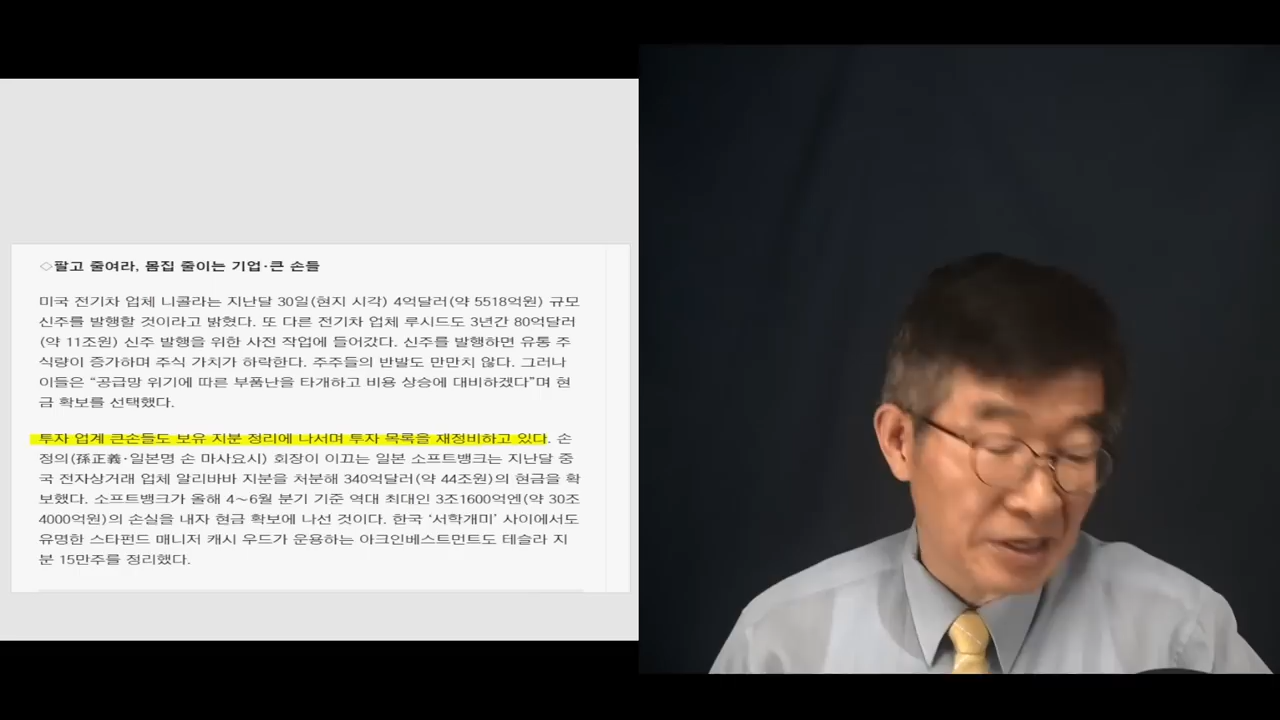 ◇팔고 줄여라, 몸집 줄이는 기업·큰 손들
미국 전기차 업체 니콜라는 지난달 30일(현지 시각) 4억달러(약 5518억원) 규모
신주를 발행할 것이라고 밝혔다. 또 다른 전기차 업체 루시드도 3년간 80억달러
(약 11조원) 신주 발행을 위한 사전 작업에 들어갔다. 신주를 발행하면 유통 주
식량이 증가하며 주식 가치가 하락한다. 주주들의 반발도 만만치 않다. 그러나
이들은 “공급망 위기에 따른 부품난을 타개하고 비용 상승에 대비하겠다”며 현
금 확보를 선택했다.
투자 업계 큰손들도 보유 지분 정리에 나서며 투자 목록을 재정비하고 있다. 손
정의(孫正義·일본명 손 마사요시) 회장이 이끄는 일본 소프트뱅크는 지난달 중
국 전자상거래 업체 알리바바 지분을 처분해 340억달러(약 44조원)의 현금을 확
보했다. 소프트뱅크가 올해 4~6월 분기 기준 역대 최대인 3조1600억엔(약 30조
4000억원)의 손실을 내자 현금 확보에 나선 것이다. 한국 ‘서학개미’ 사이에서도
유명한 스타펀드 매니저 캐시 우드가 운용하는 아크인베스트먼트도 테슬라 지
분 15만주를 정리했다.